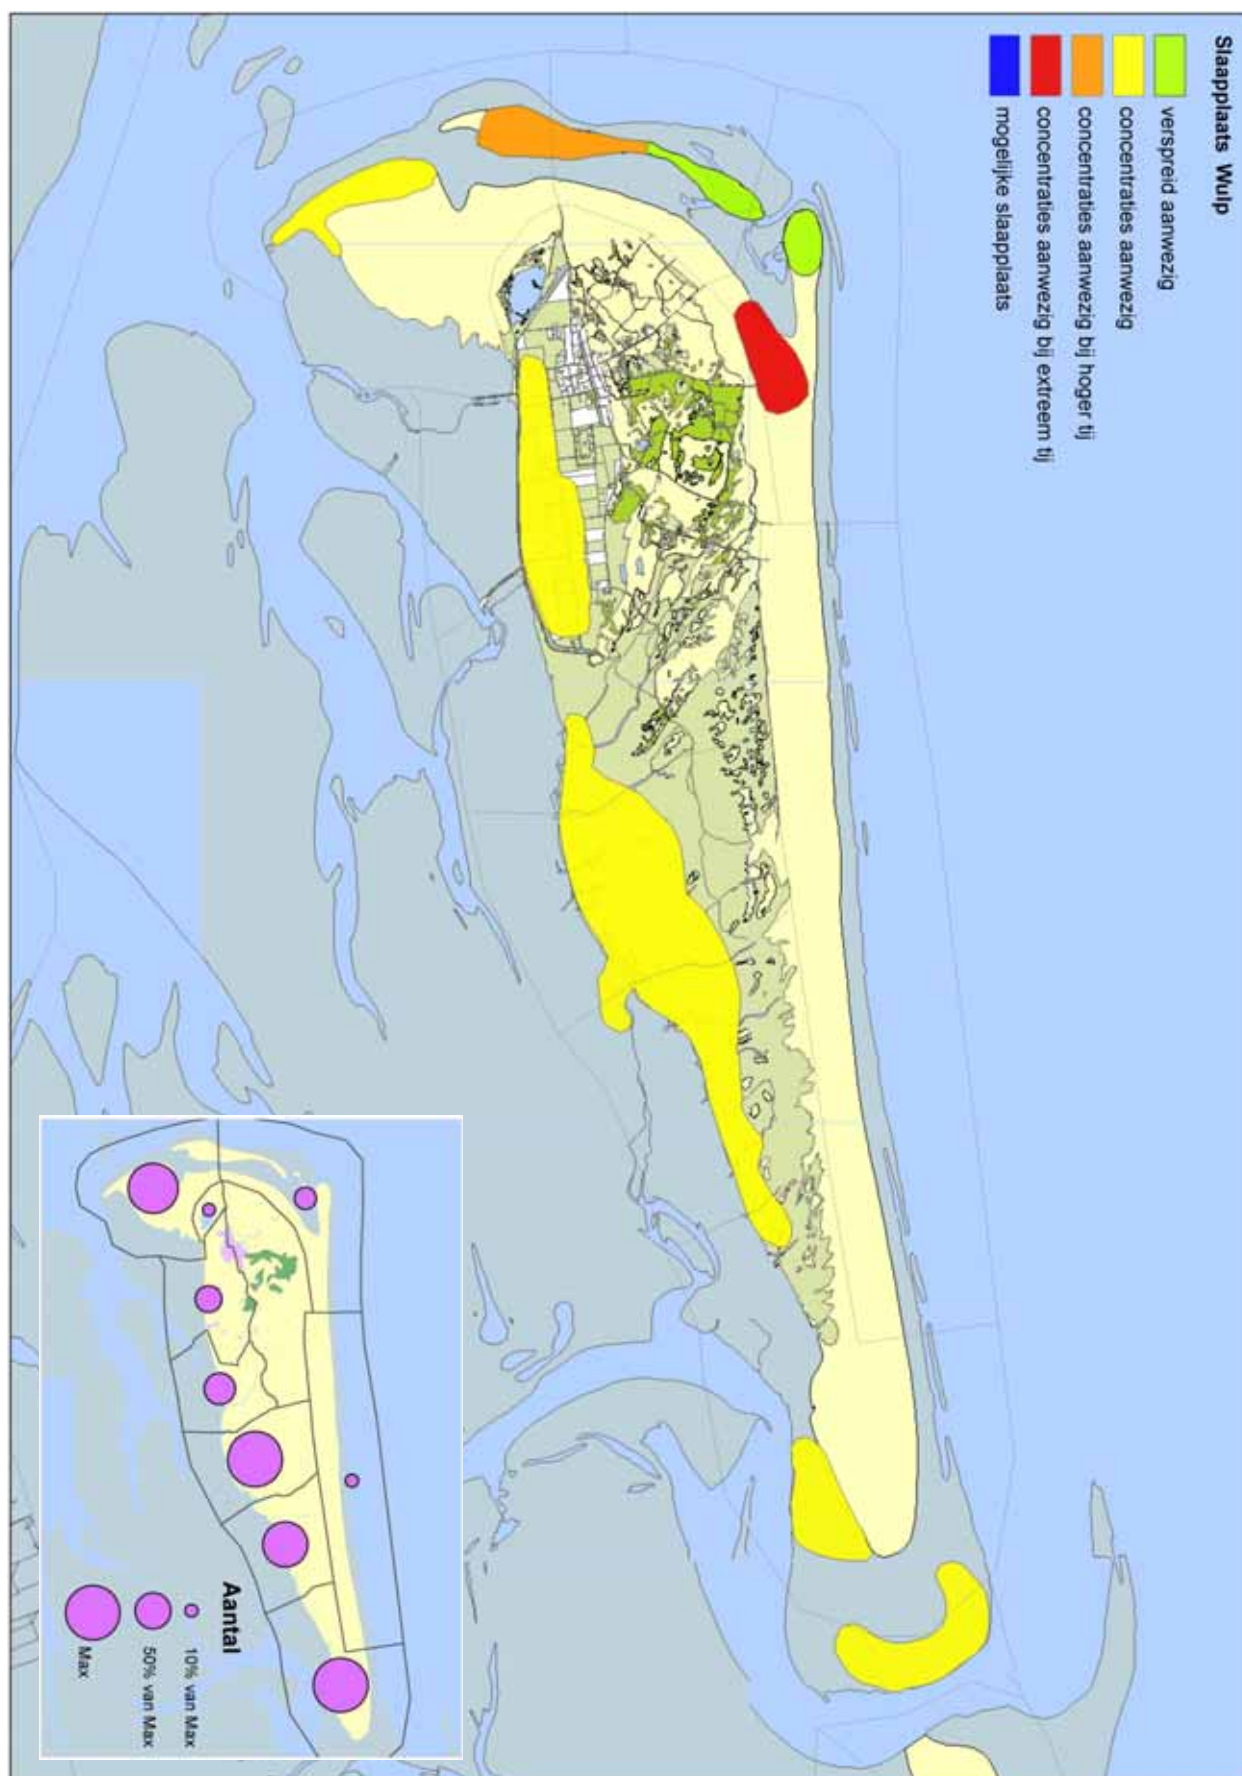 Slaapplaats Wulp
verspreid aanwezig
concentraties aanwezig
concentraties aanwezig bij hoger tij
concentraties aanwezig bij extreem tij
mogelijke slaapplaats
Aantal
10% van Max
50% van Max
Max